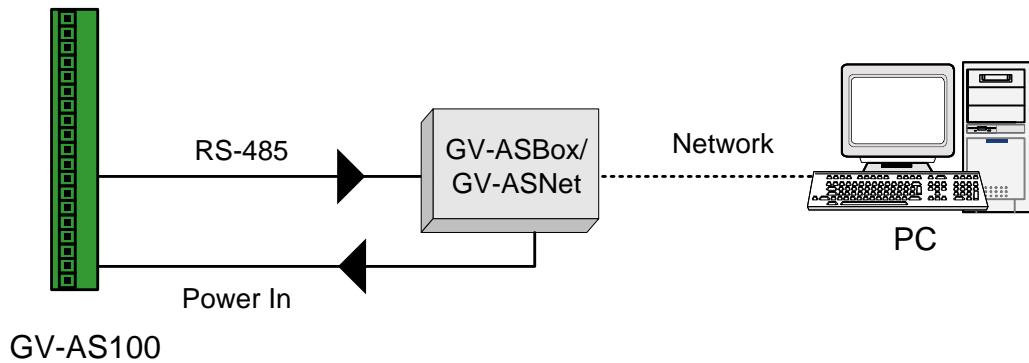 RS-485
GV-ASBox/
GV-ASNet
Network
PC
Power In
GV-AS100